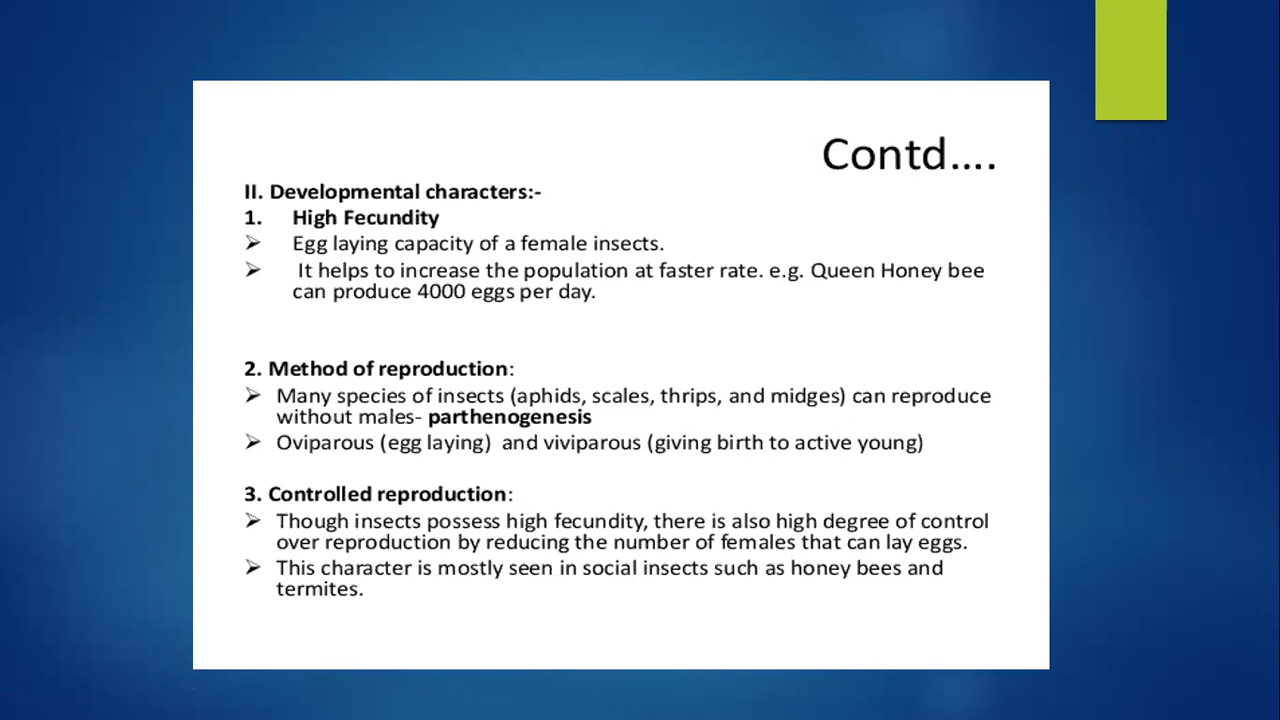 Contd....
II. Developmental characters:-
1. High Fecundity
➢ Egg laying capacity of a female insects.
➢ It helps to increase the population at faster rate. e.g. Queen Honey bee
can produce 4000 eggs per day.
2. Method of reproduction:
➢ Many species of insects (aphids, scales, thrips, and midges) can reproduce
without males- parthenogenesis
➢ Oviparous (egg laying) and viviparous (giving birth to active young)
3. Controlled reproduction:
➢ Though insects possess high fecundity, there is also high degree of control
over reproduction by reducing the number of females that can lay eggs.
➢ This character is mostly seen in social insects such as honey bees and
termites.